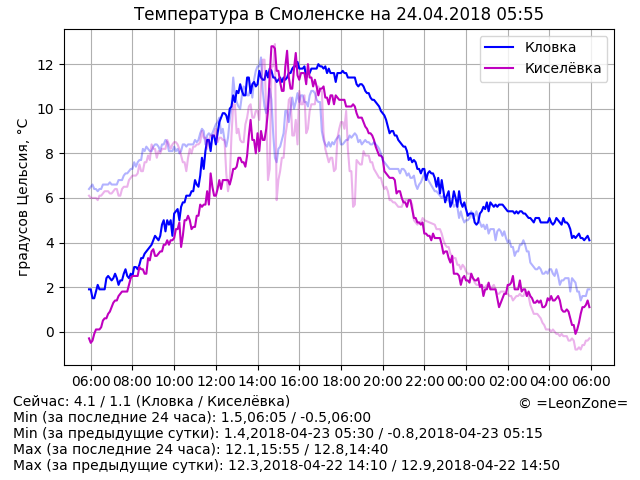 Температура в Смоленске на 24.04.2018 05:55
Кловка
Киселёвка
градусов Цельсия, °C
12
10
8
6
4
2
0
06:00 08:00 10:00 12:00 14:00 16:00 18:00 20:00 22:00 00:00 02:00 04:00 06:00
Сейчас: 4.1 / 1.1 (Кловка / Киселёвка)
© =LeonZone=
Min (за последние 24 часа): 1.5,06:05 / -0.5,06:00
Min (за предыдущие сутки): 1.4,2018-04-23 05:30 / -0.8,2018-04-23 05:15
Max (за последние 24 часа): 12.1,15:55 / 12.8,14:40
Max (за предыдущие сутки): 12.3,2018-04-22 14:10 / 12.9,2018-04-22 14:50